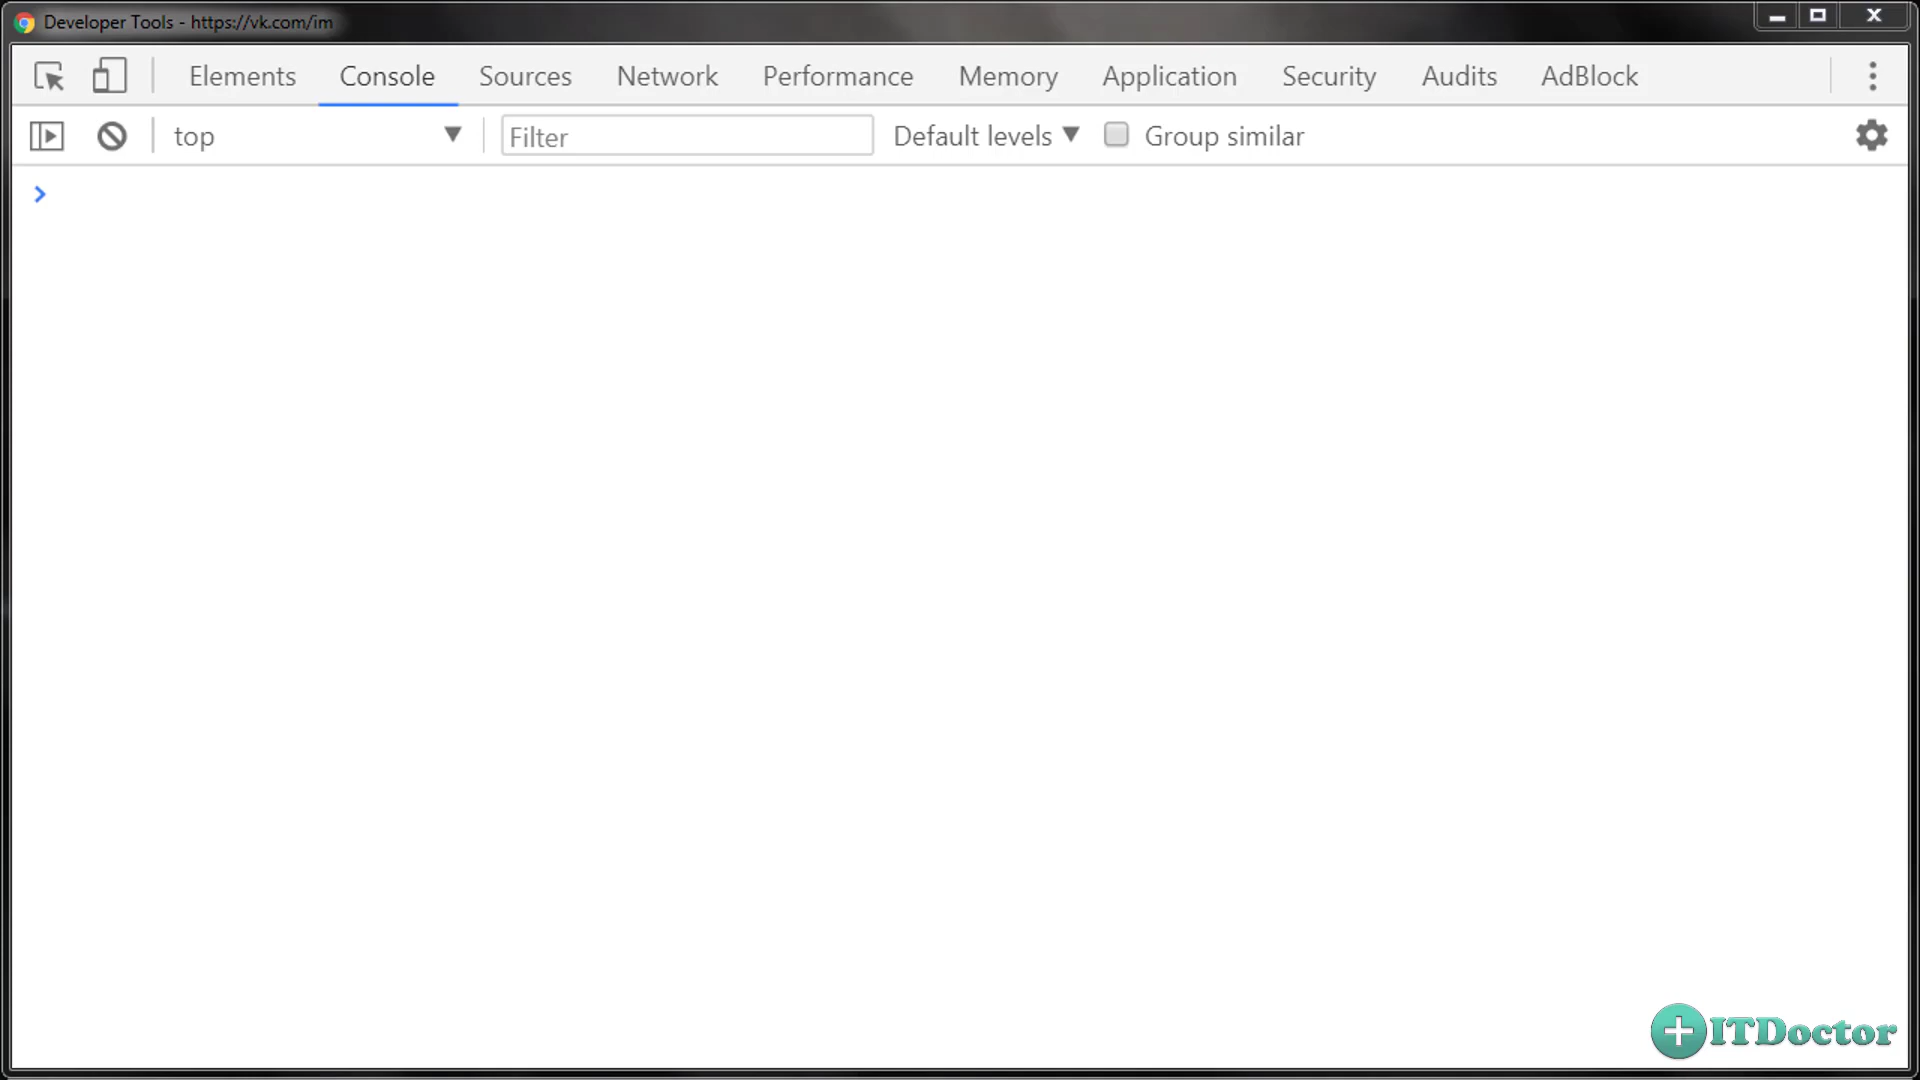 Developer Tools - https://vk.com/im
Elements Console Sources Network Performance Memory Application Security Audits AdBlock
top Filter Default levels Group similar
ITDoctor